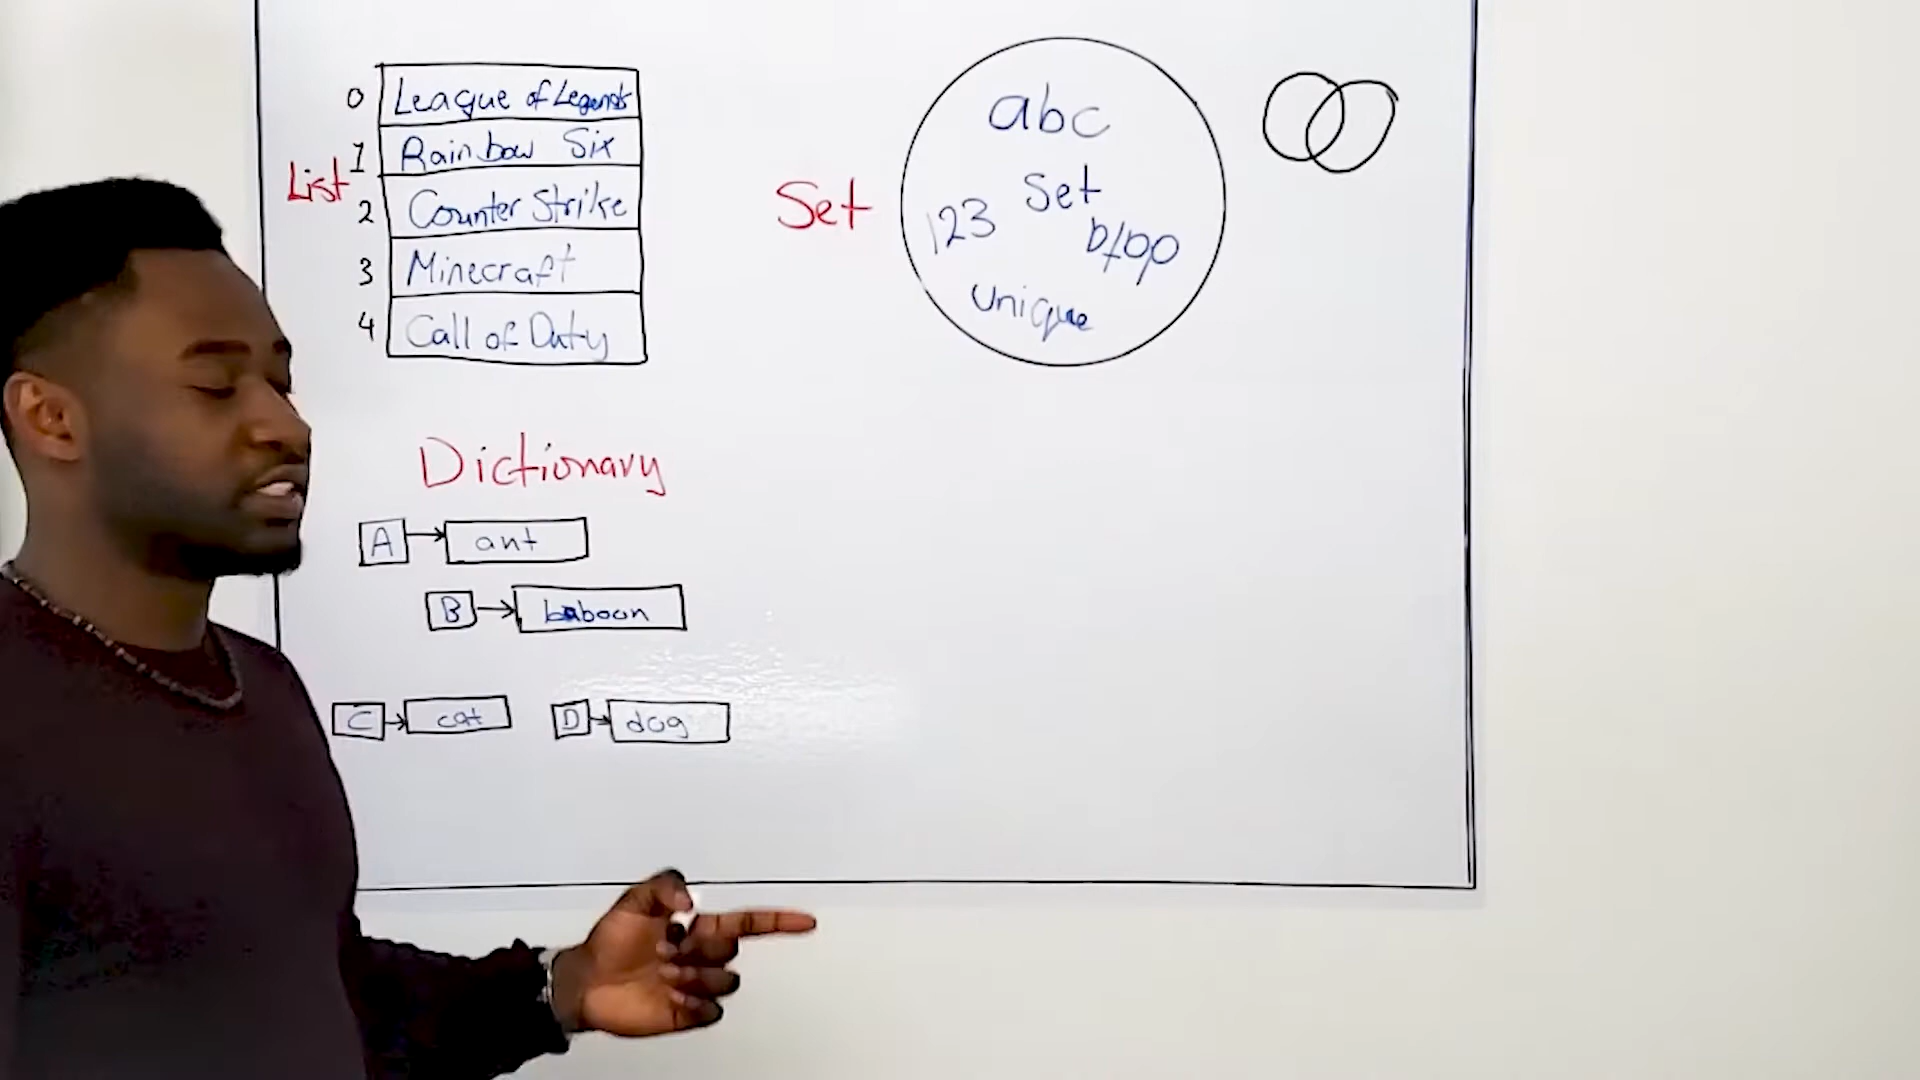 0 League of Legends
1 Rainbow Six
List
2 Counter Strike
3 Minecraft
4 Call of Duty
Set
abc
Set
123
unique
Dictionary
A ant
B baboon
C cat
D dog